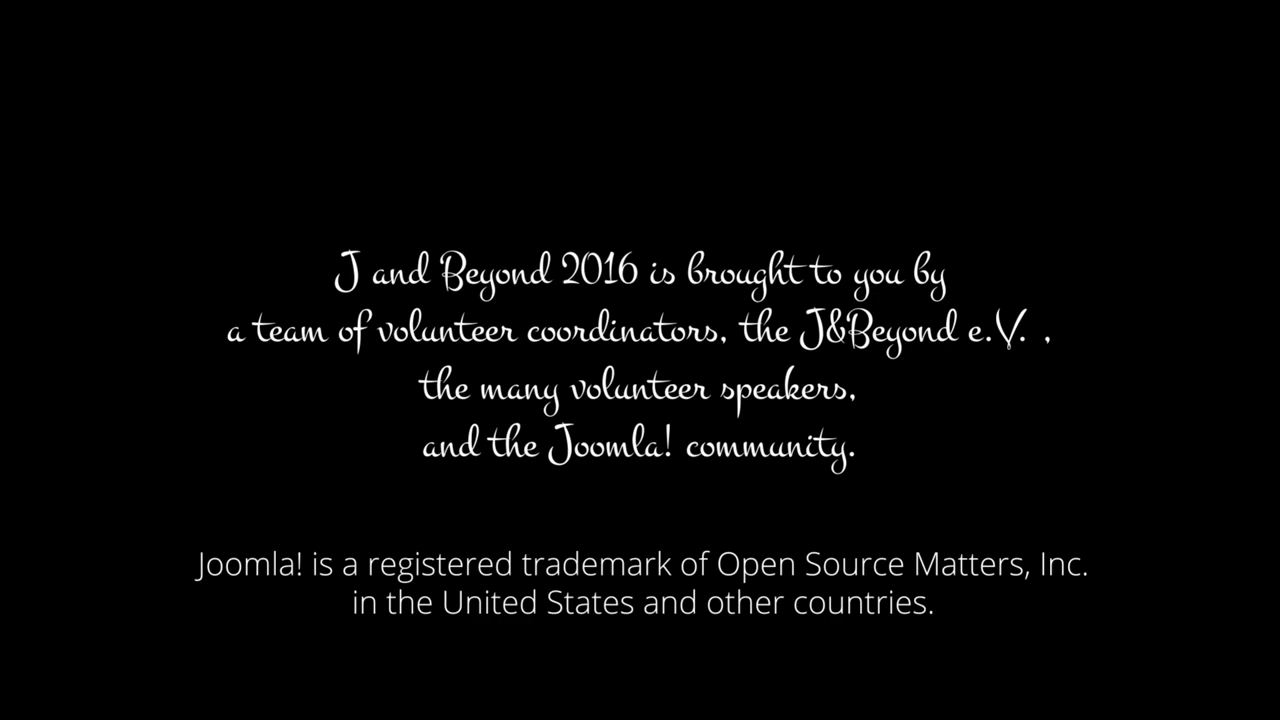 J and Beyond 2016 is brought to you by
a team of volunteer coordinators, the J&Beyond e.V. ,
the many volunteer speakers,
and the Joomla! community.
Joomla! is a registered trademark of Open Source Matters, Inc.
in the United States and other countries.